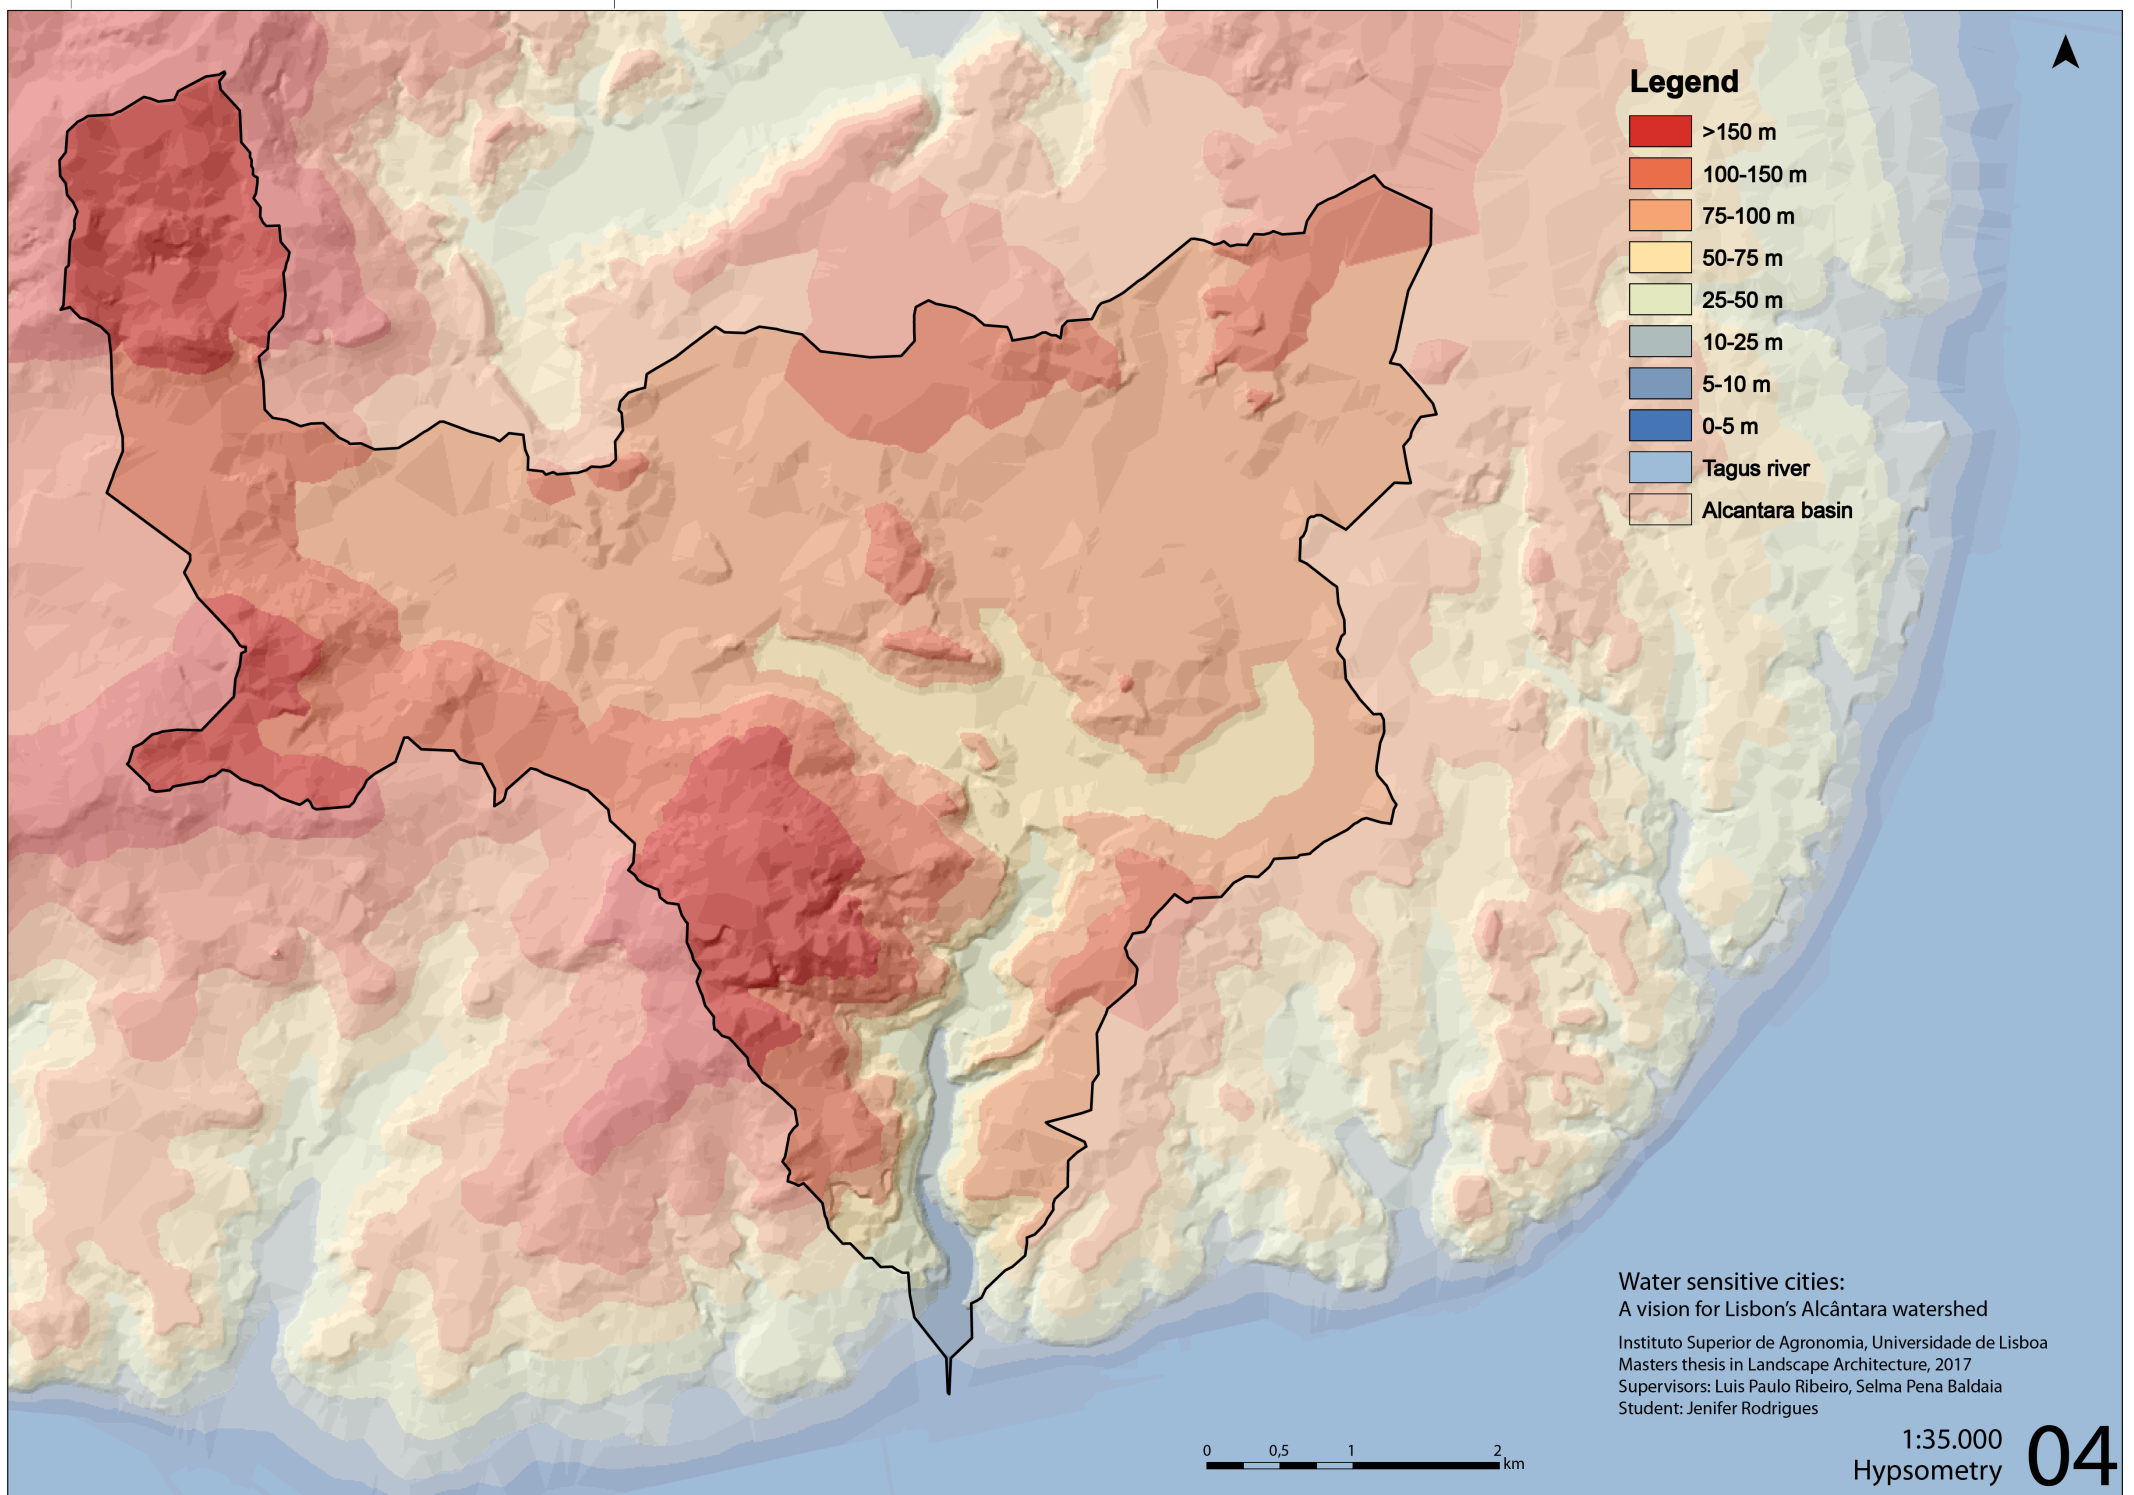 Legend
>150 m
100-150 m
75-100 m
50-75 m
25-50 m
10-25 m
5-10 m
0-5 m
Tagus river
Alcantara basin
Water sensitive cities:
A vision for Lisbon's Alcântara watershed
Instituto Superior de Agronomia, Universidade de Lisboa
Masters thesis in Landscape Architecture, 2017
Supervisors: Luis Paulo Ribeiro, Selma Pena Baldaia
Student: Jenifer Rodrigues
0 0,5 1 2
km
1:35.000
Hypsometry
04